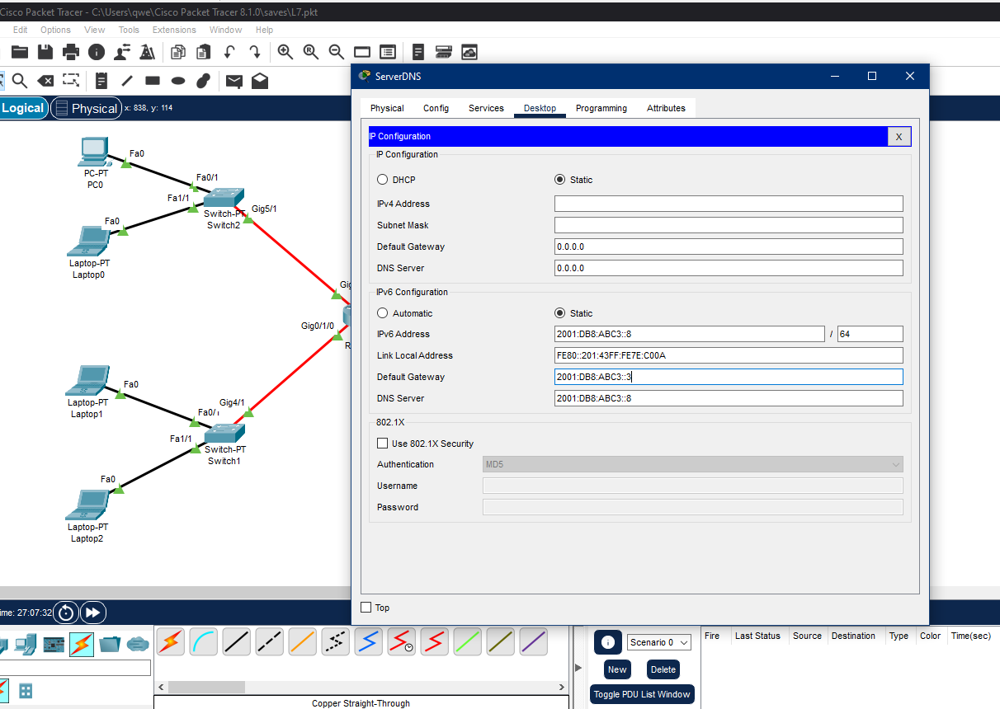 Cisco Packet Tracer - C:\Users\qwe\Cisco Packet Tracer 8.1.0\saves\L7.pkt
Edit Options View Tools Extensions Window Help
Logical Physical x: 838, y: 114
PC-PT
PC0
Fa0
Fa0/1
Fa1/1
Switch-PT
Switch2
Gig5/1
Fa0
Laptop-PT
Laptop0
Gig
Gig0/1/0
R
Laptop-PT
Laptop1
Fa0
Gig4/1
Fa0/
Fa1/1
Switch-PT
Switch1
Fa0
Laptop-PT
Laptop2
ServerDNS
Physical Config Services Desktop Programming Attributes
IP Configuration X
IP Configuration
DHCP Static
IPv4 Address
Subnet Mask
Default Gateway 0.0.0.0
DNS Server 0.0.0.0
IPv6 Configuration
Automatic Static
IPv6 Address 2001:DB8:ABC3::8 / 64
Link Local Address FE80::201:43FF:FE7E:C00A
Default Gateway 2001:DB8:ABC3::3
DNS Server 2001:DB8:ABC3::8
802.1X
Use 802.1X Security
Authentication MD5
Username
Password
Top
ime: 27:07:32
Scenario 0
New Delete
Toggle PDU List Window
Fire Last Status Source Destination Type Color Time(sec)
Copper Straight-Through